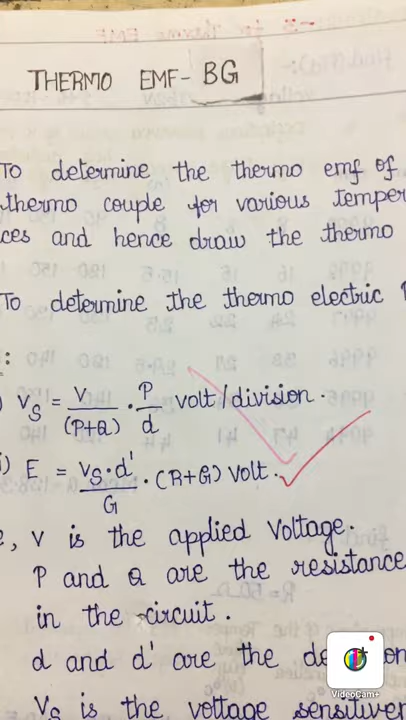 THERMO EMF-BG
To determine the thermo emf of
thermo couple for various temper
ces and hence draw the thermo
To determine the thermo electric
:
) Vs = V/(P+Q) . P/d volt/division.
i) E = Vs.d'/G . (R+G) volt.
e, V is the applied voltage.
P and Q are the resistance
in the circuit.
d and d' are the
Vs is the voltage sensitiver
VideoCam+